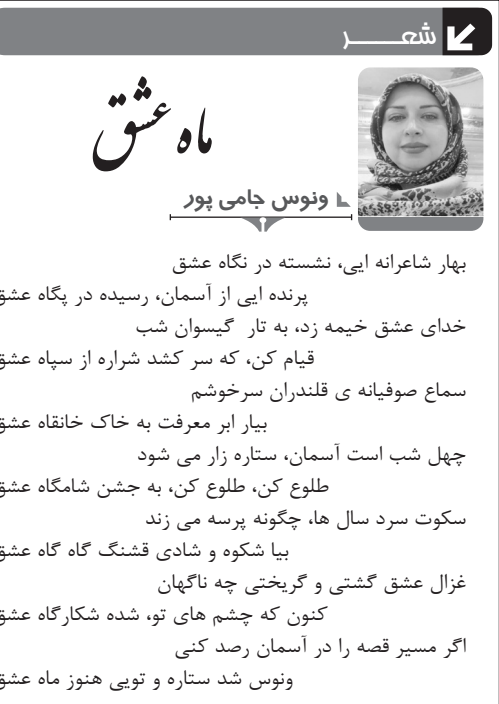 شعـــــر
ماه عشق
ونوس جامی پور
بهار شاعرانه ایی، نشسته در نگاه عشق
پرنده ایی از آسمان، رسیده در پگاه عشق
خدای عشق خیمه زد، به تار گیسوان شب
قیام کن، که سر کشد شراره از سپاه عشق
سماع صوفیانه ی قلندران سرخوشم
بیار ابر معرفت به خاک خانقاه عشق
چهل شب است آسمان، ستاره زار می شود
طلوع کن، طلوع کن، به جشن شامگاه عشق
سکوت سرد سال ها، چگونه پرسه می زند
بیا شکوه و شادی قشنگ گاه گاه عشق
غزال عشق گشتی و گریختی چه ناگهان
کنون که چشم های تو، شده شکارگاه عشق
اگر مسیر قصه را در آسمان رصد کنی
ونوس شد ستاره و تویی هنوز ماه عشق